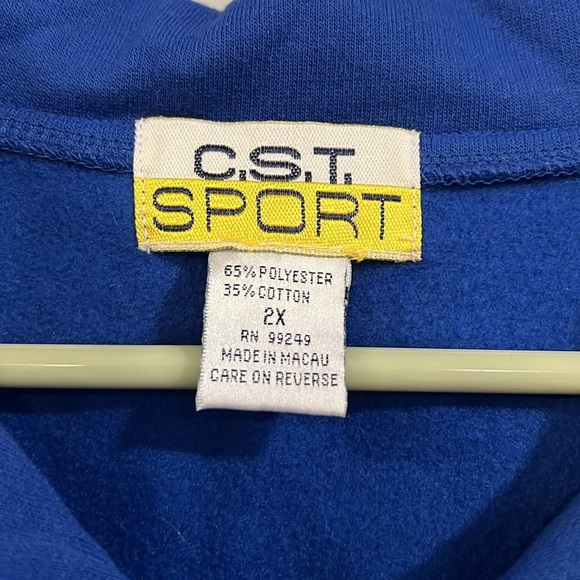 C.S.T.
SPORT
65% POLYESTER
35% COTTON
2X
RN 99249
MADE IN MACAU
CARE ON REVERSE